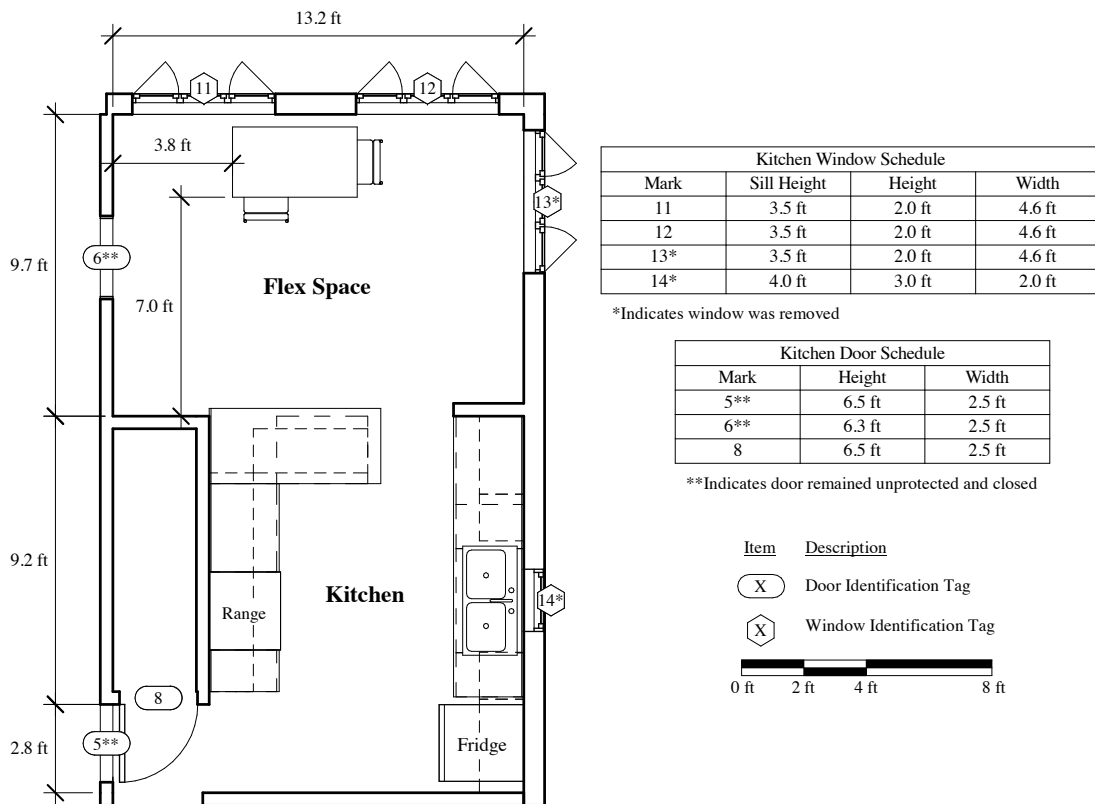 13.2 ft
11
12
3.8 ft
13*
6**
9.7 ft
7.0 ft
Flex Space
9.2 ft
Range
Kitchen
14*
8
5**
2.8 ft
Fridge
Kitchen Window Schedule
Mark Sill Height Height Width
11 3.5 ft 2.0 ft 4.6 ft
12 3.5 ft 2.0 ft 4.6 ft
13* 3.5 ft 2.0 ft 4.6 ft
14* 4.0 ft 3.0 ft 2.0 ft
*Indicates window was removed
Kitchen Door Schedule
Mark Height Width
5** 6.5 ft 2.5 ft
6** 6.3 ft 2.5 ft
8 6.5 ft 2.5 ft
**Indicates door remained unprotected and closed
Item Description
X Door Identification Tag
X Window Identification Tag
0 ft 2 ft 4 ft 8 ft